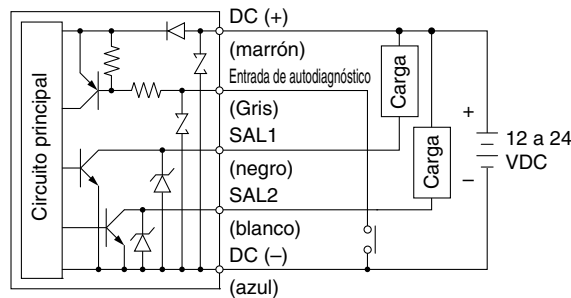 DC (+)
(marrón)
Entrada de autodiagnóstico
(Gris)
SAL1
(negro)
SAL2
(blanco)
DC (–)
(azul)
Circuito principal
Carga
Carga
+
12 a 24
VDC
–